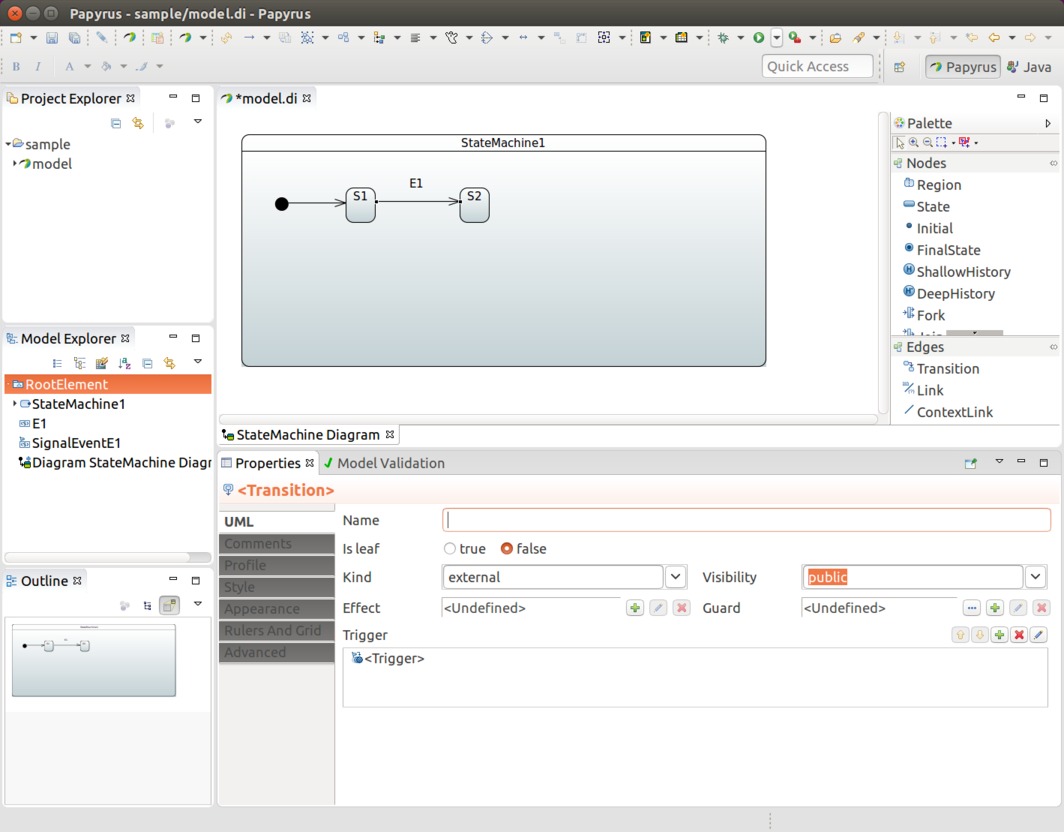 Papyrus - sample/model.di - Papyrus
B I A
Quick Access
Papyrus
Java
Project Explorer
sample
model
*model.di
StateMachine1
E1
S1
S2
Palette
Nodes
Region
State
Initial
FinalState
ShallowHistory
DeepHistory
Fork
Edges
Transition
Link
ContextLink
Model Explorer
RootElement
StateMachine1
E1
SignalEventE1
Diagram StateMachine Diagr
StateMachine Diagram
Outline
Properties
Model Validation
<Transition>
UML
Comments
Profile
Style
Appearance
Rulers And Grid
Advanced
Name
Is leaf true false
Kind external Visibility public
Effect <Undefined> Guard <Undefined>
Trigger
<Trigger>